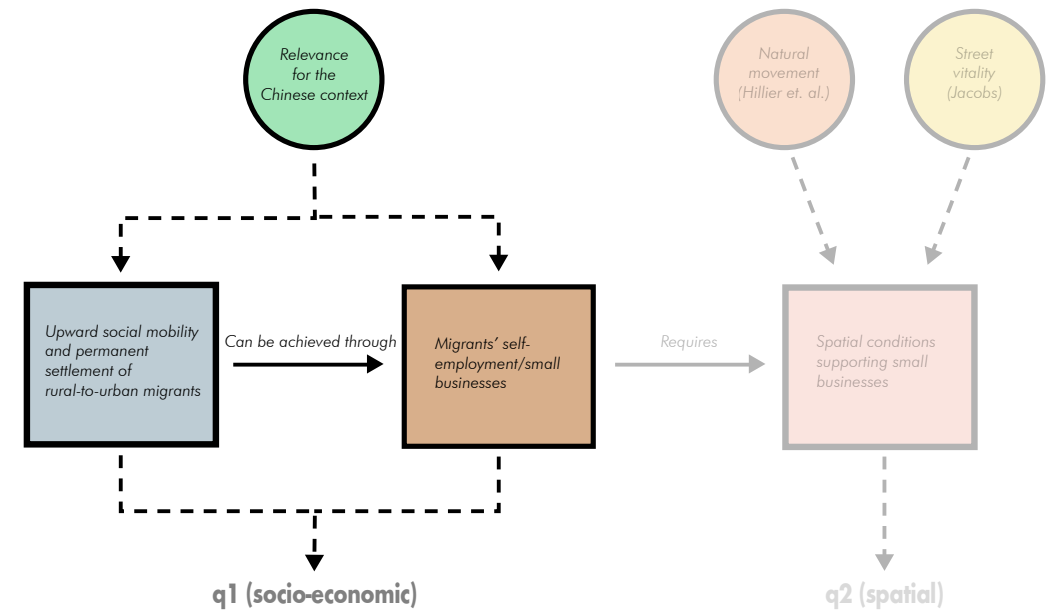 Relevance
for the
Chinese context
Natural
movement
(Hillier et. al.)
Street
vitality
(Jacobs)
Upward social mobility
and permanent
settlement of
rural-to-urban migrants
Can be achieved through
Migrants' self-
employment/small
businesses
Requires
Spatial conditions
supporting small
businesses
q1 (socio-economic)
q2 (spatial)